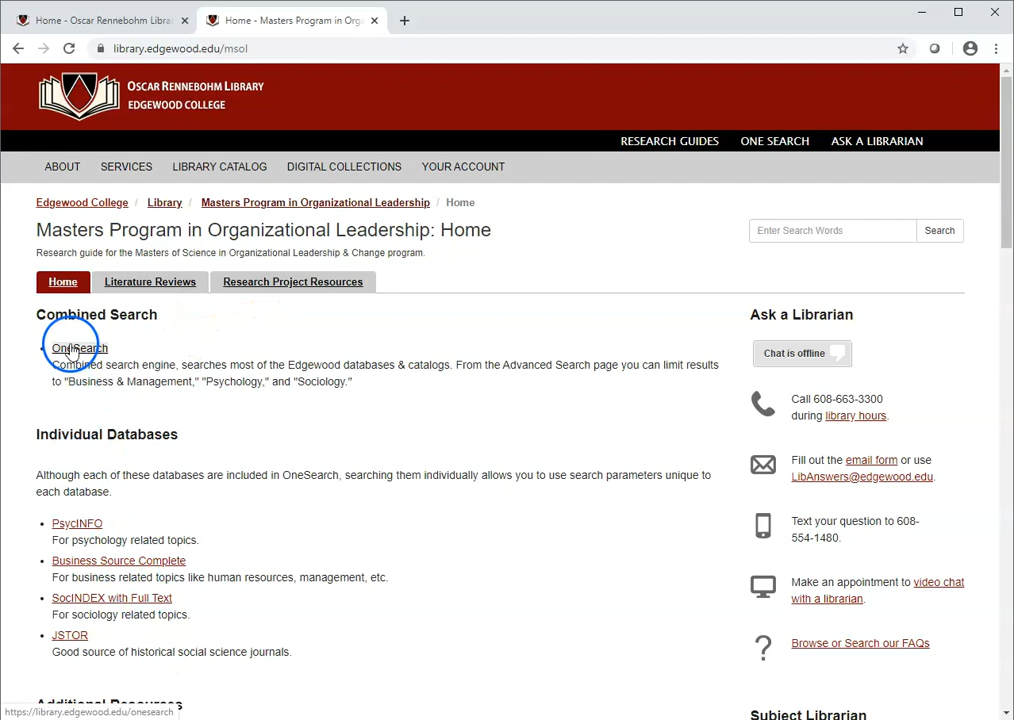 Home - Oscar Rennebohm Libra
Home - Masters Program in Org
library.edgewood.edu/msol
OSCAR RENNEBOHM LIBRARY
EDGEWOOD COLLEGE
RESEARCH GUIDES ONE SEARCH ASK A LIBRARIAN
ABOUT SERVICES LIBRARY CATALOG DIGITAL COLLECTIONS YOUR ACCOUNT
Edgewood College / Library / Masters Program in Organizational Leadership / Home
Masters Program in Organizational Leadership: Home
Enter Search Words Search
Research guide for the Masters of Science in Organizational Leadership & Change program.
Home Literature Reviews Research Project Resources
Combined Search
OneSearch
Combined search engine, searches most of the Edgewood databases & catalogs. From the Advanced Search page you can limit results
to "Business & Management," "Psychology," and "Sociology."
Individual Databases
Although each of these databases are included in OneSearch, searching them individually allows you to use search parameters unique to
each database.
PsycINFO
For psychology related topics.
Business Source Complete
For business related topics like human resources, management, etc.
SocINDEX with Full Text
For sociology related topics.
JSTOR
Good source of historical social science journals.
Additional Resources
https://library.edgewood.edu/onesearch
Ask a Librarian
Chat is offline
Call 608-663-3300
during library hours.
Fill out the email form or use
LibAnswers@edgewood.edu.
Text your question to 608-
554-1480.
Make an appointment to video chat
with a librarian.
Browse or Search our FAQs
Subject Librarian